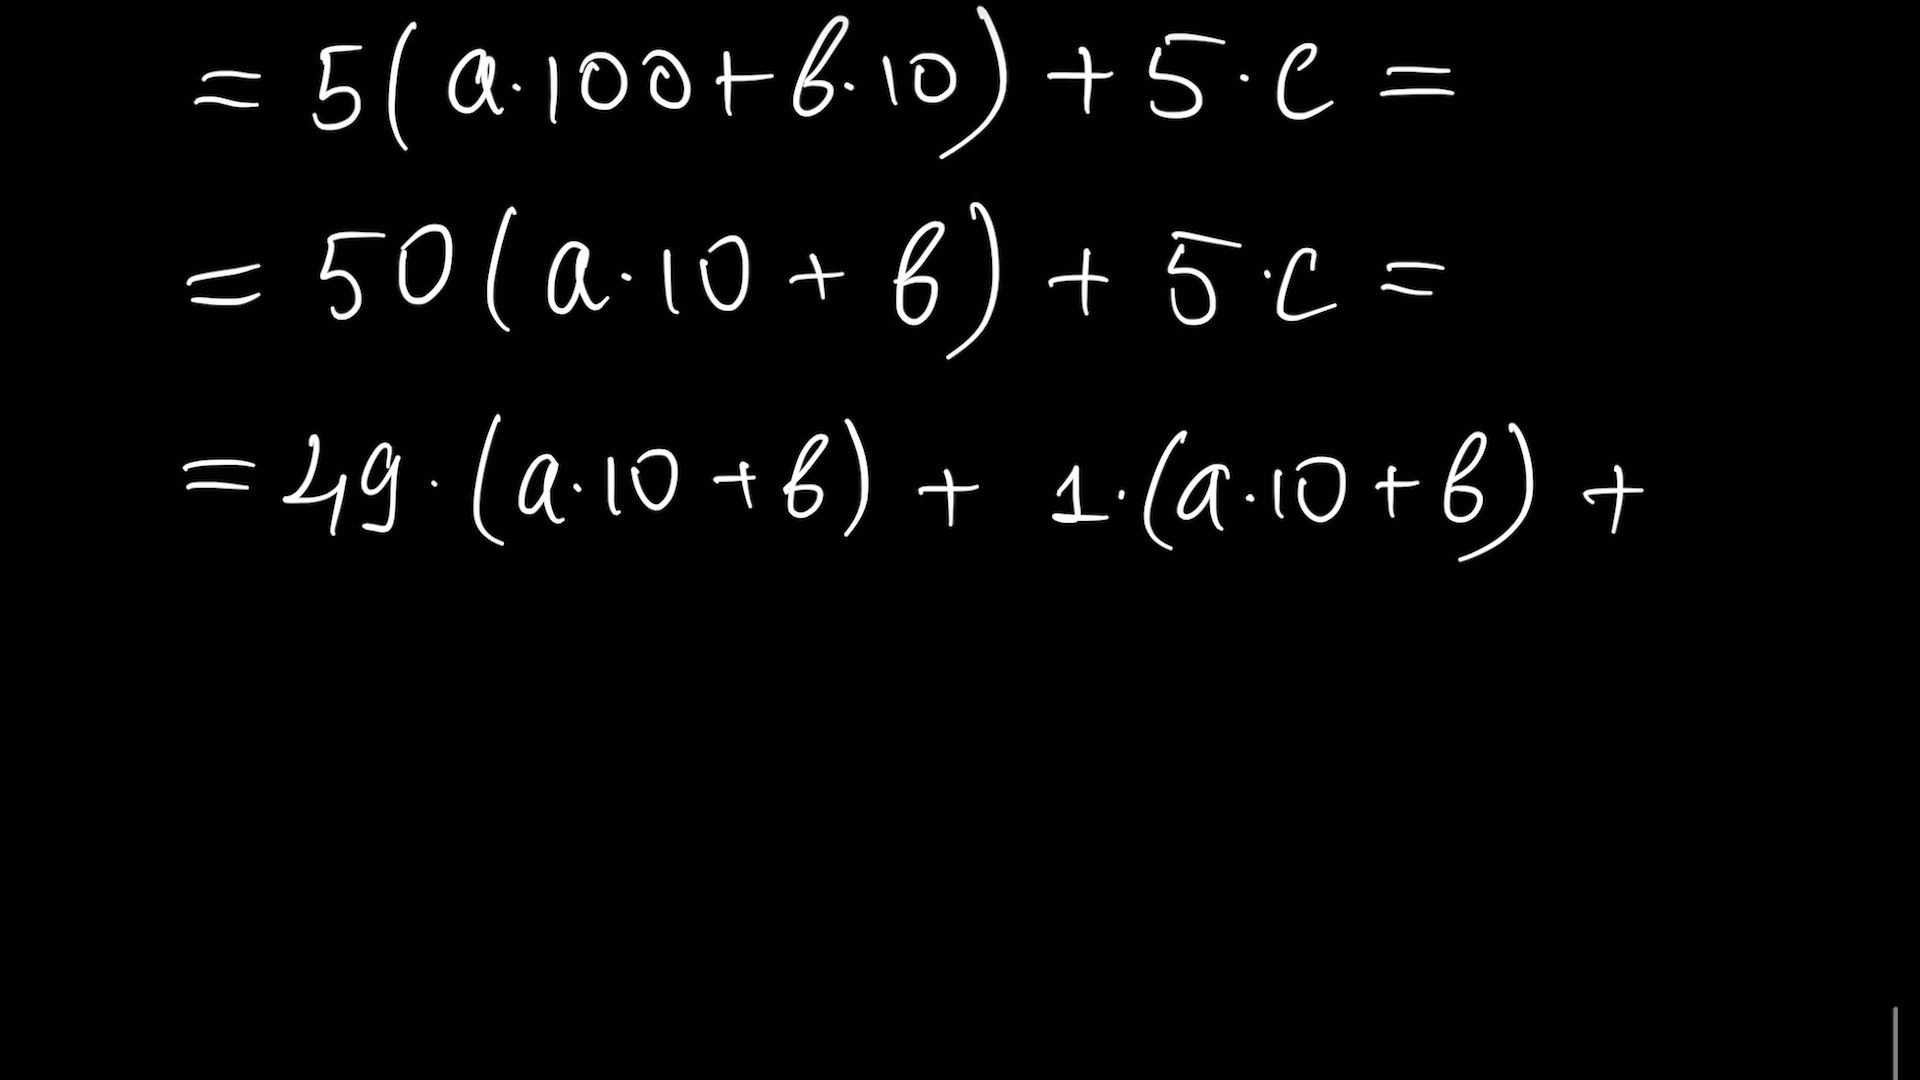 = 5(a·100+b·10) + 5·c =
= 50(a·10 + b) + 5·c =
= 49·(a·10+b) + 1·(a·10+b) +